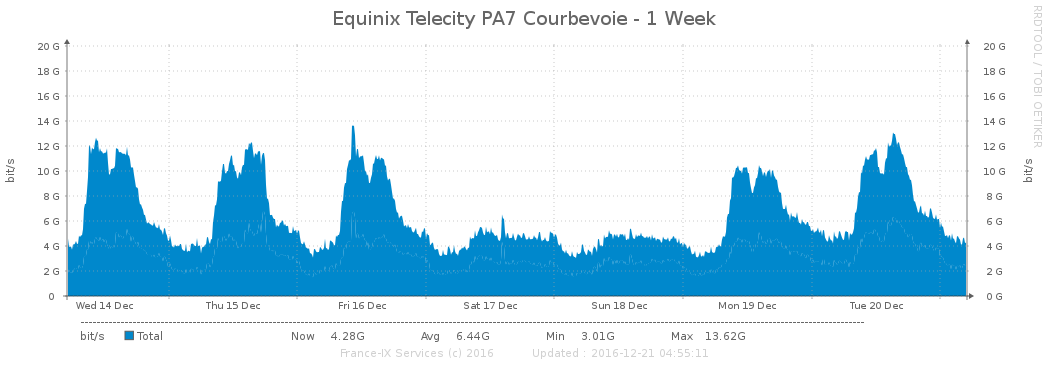 Equinix Telecity PA7 Courbevoie - 1 Week
RRDTOOL / TOBI OETIKER
20 G 20 G
18 G 18 G
16 G 16 G
14 G 14 G
12 G 12 G
10 G 10 G
8 G 8 G
6 G 6 G
4 G 4 G
2 G 2 G
0 0 G
bit/s
bit/s
Wed 14 Dec Thu 15 Dec Fri 16 Dec Sat 17 Dec Sun 18 Dec Mon 19 Dec Tue 20 Dec
bit/s Total Now 4.28G Avg 6.44G Min 3.01G Max 13.62G
France-IX Services (c) 2016 Updated : 2016-12-21 04:55:11